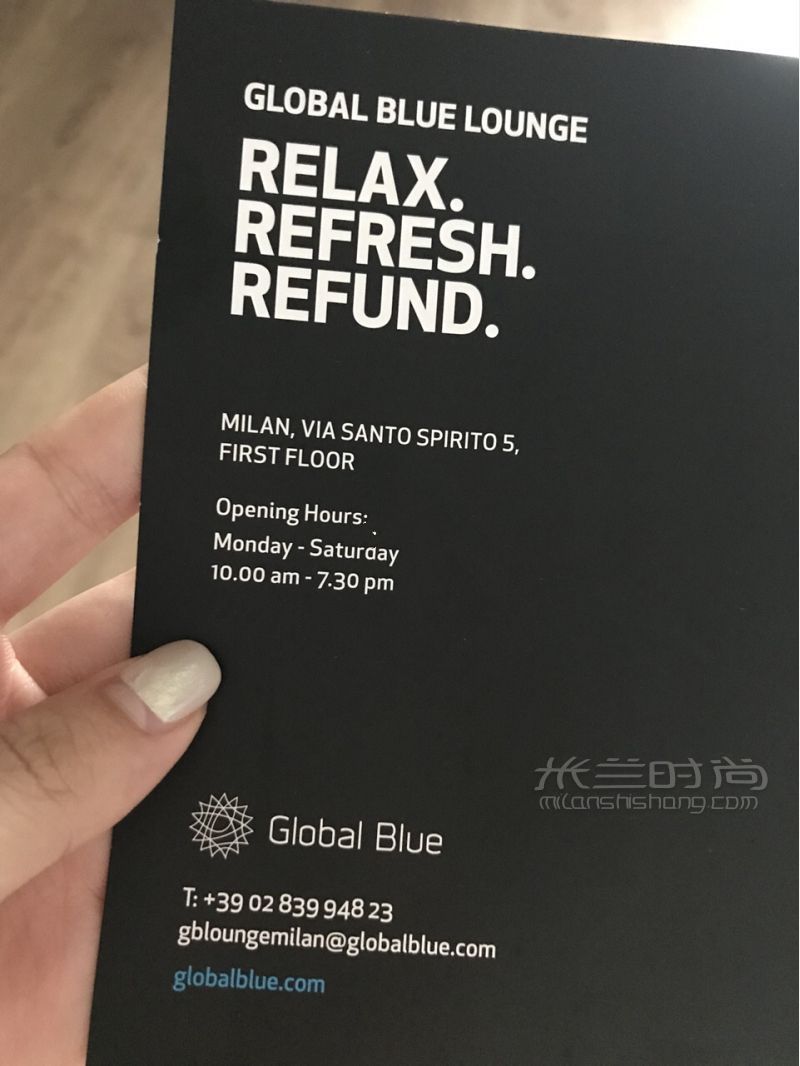 GLOBAL BLUE LOUNGE
RELAX.
REFRESH.
REFUND.
MILAN, VIA SANTO SPIRITO 5,
FIRST FLOOR
Opening Hours:
Monday - Saturday
10.00 am - 7.30 pm
米兰时尚
milanshishang.com
Global Blue
T: +39 02 839 948 23
gbloungemilan@globalblue.com
globalblue.com